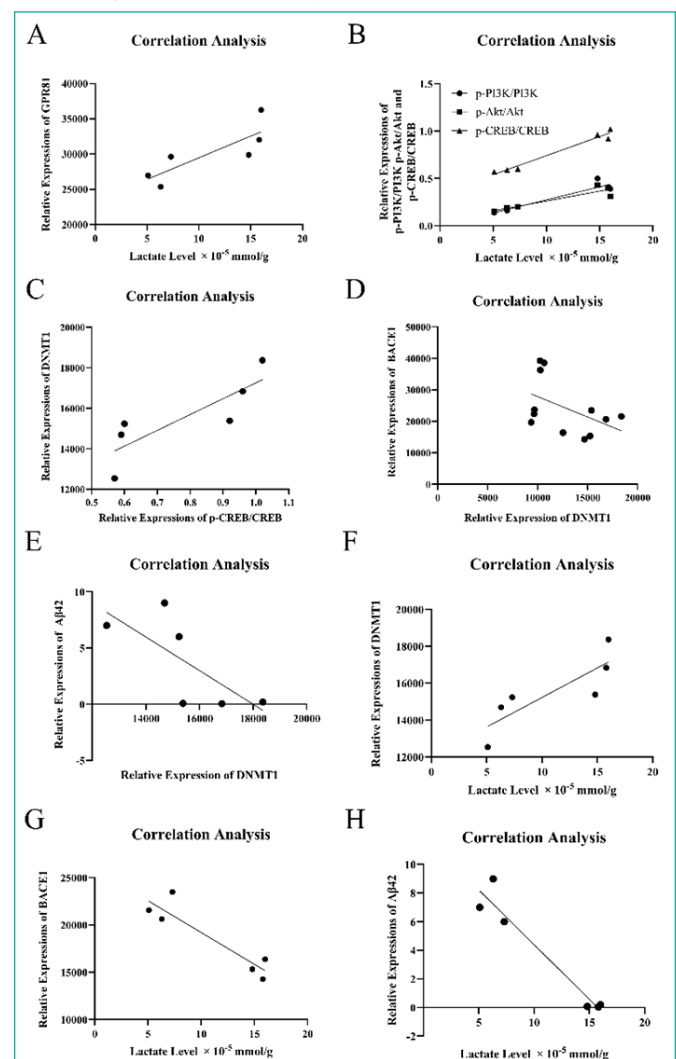 A
Correlation Analysis
Relative Expressions of GPR81
40000
35000
30000
25000
20000
0
5
10
15
20
Lactate Level × 10-5 mmol/g
B
Correlation Analysis
Relative Expressions of
p-PI3K/PI3K p-Akt/Akt and
p-CREB/CREB
1.5
1.0
0.5
0.0
p-PI3K/PI3K
p-Akt/Akt
p-CREB/CREB
0
5
10
15
20
Lactate Level × 10-5 mmol/g
C
Correlation Analysis
Relative Expressions of DNMT1
18000
16000
14000
12000
0.5
0.6
0.7
0.8
0.9
1.0
1.1
Relative Expressions of p-CREB/CREB
D
Correlation Analysis
Relative Expressions of BACE1
50000
40000
30000
20000
10000
0
0
5000
10000
15000
20000
Relative Expression of DNMT1
E
Correlation Analysis
Relative Expressions of Aβ42
10
5
0
-5
14000
16000
18000
20000
Relative Expression of DNMT1
F
Correlation Analysis
Relative Expressions of DNMT1
20000
18000
16000
14000
12000
0
5
10
15
20
Lactate Level × 10-5 mmol/g
G
Correlation Analysis
Relative Expressions of BACE1
25000
20000
15000
10000
0
5
10
15
20
Lactate Level × 10-5 mmol/g
H
Correlation Analysis
Relative Expressions of Aβ42
10
8
6
4
2
0
5
10
15
20
Lactate Level × 10-5 mmol/g